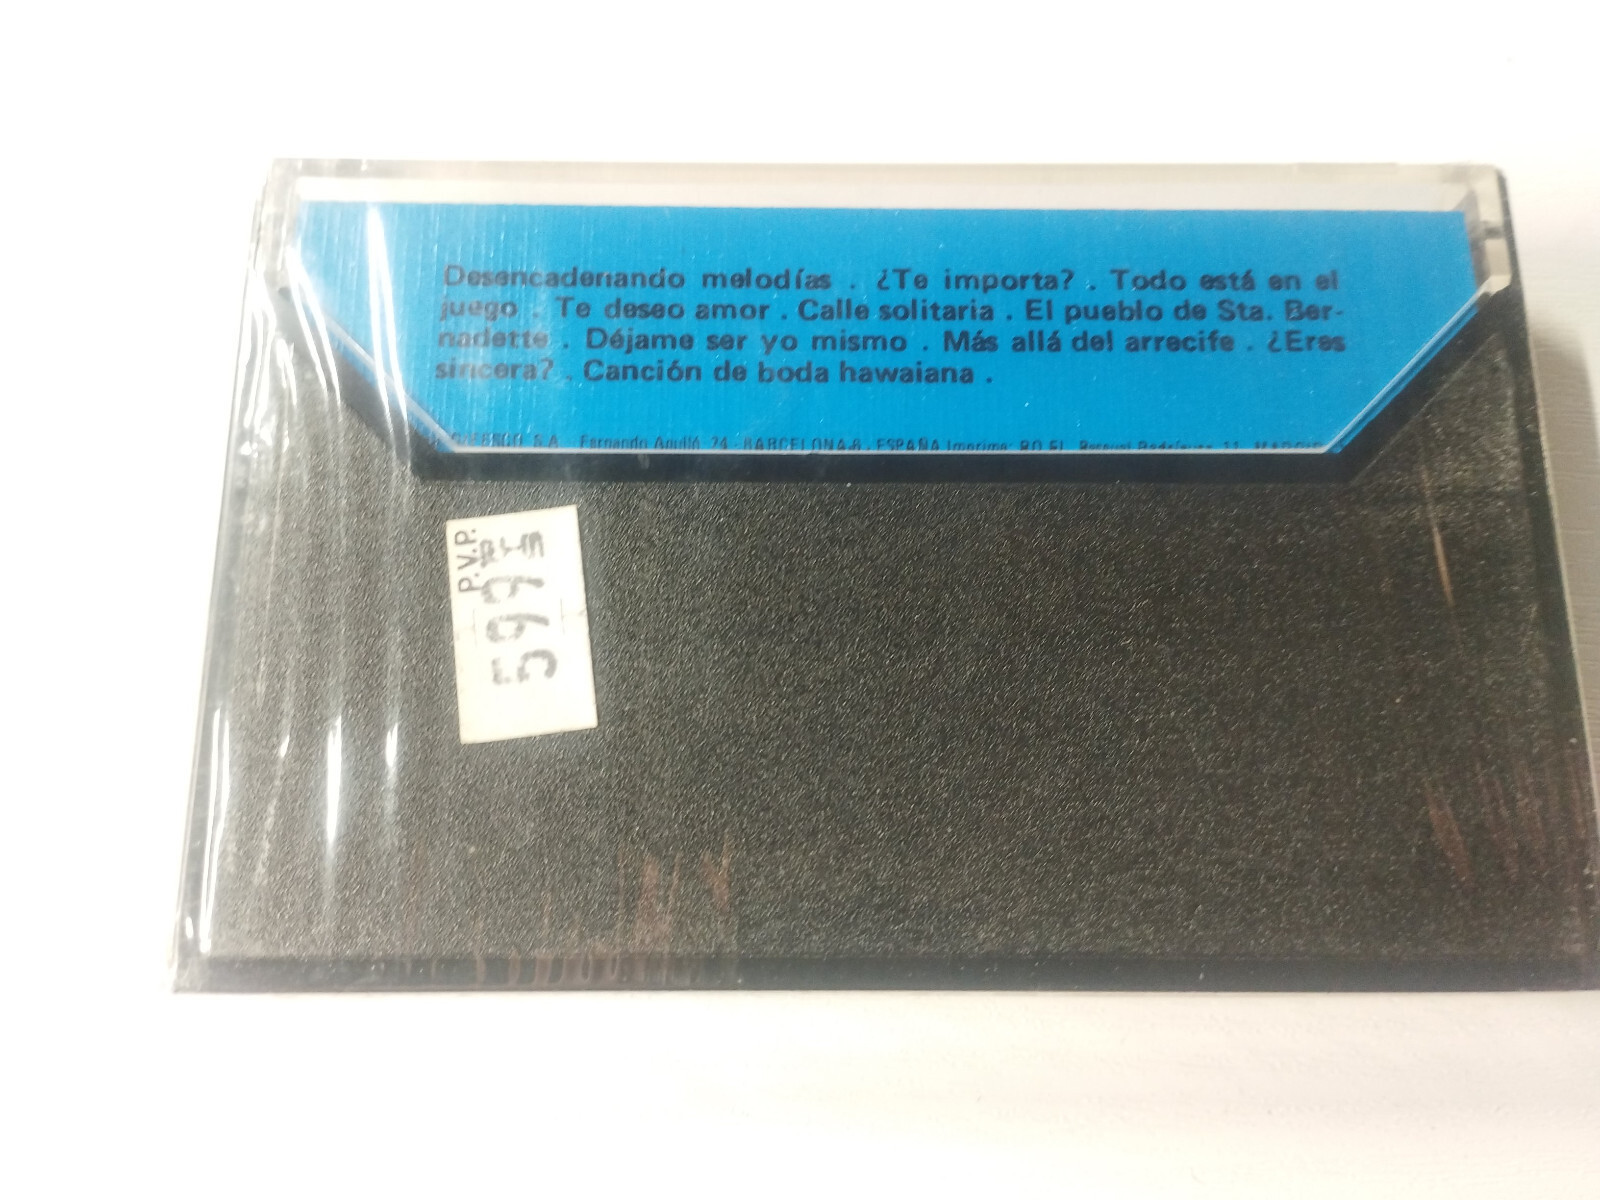 Desencadenando melodías . ¿Te importa? . Todo está en el
juego . Te deseo amor . Calle solitaria . El pueblo de Sta. Ber-
nadette . Déjame ser yo mismo . Más allá del arrecife . ¿Eres
sincera? . Canción de boda hawaiana .
S.A. Fernando Agulló 24 - BARCELONA-6. ESPAÑA Imprime:
P.V.P.
599 PTS